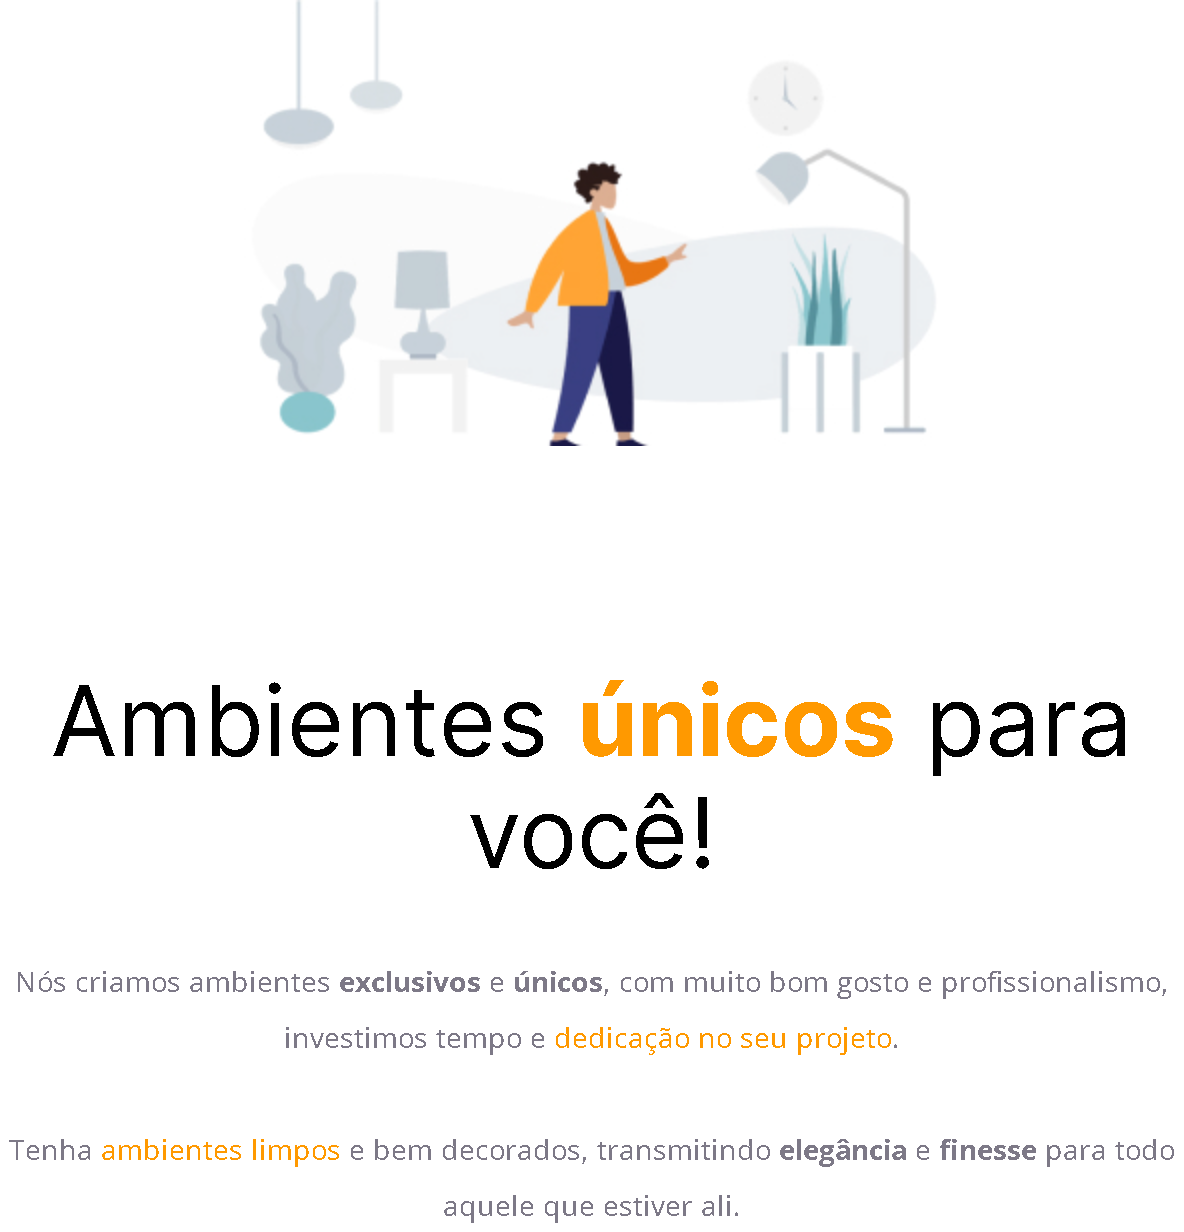 Ambientes únicos para
você!
Nós criamos ambientes exclusivos e únicos, com muito bom gosto e profissionalismo,
investimos tempo e dedicação no seu projeto.
Tenha ambientes limpos e bem decorados, transmitindo elegância e finesse para todo
aquele que estiver ali.